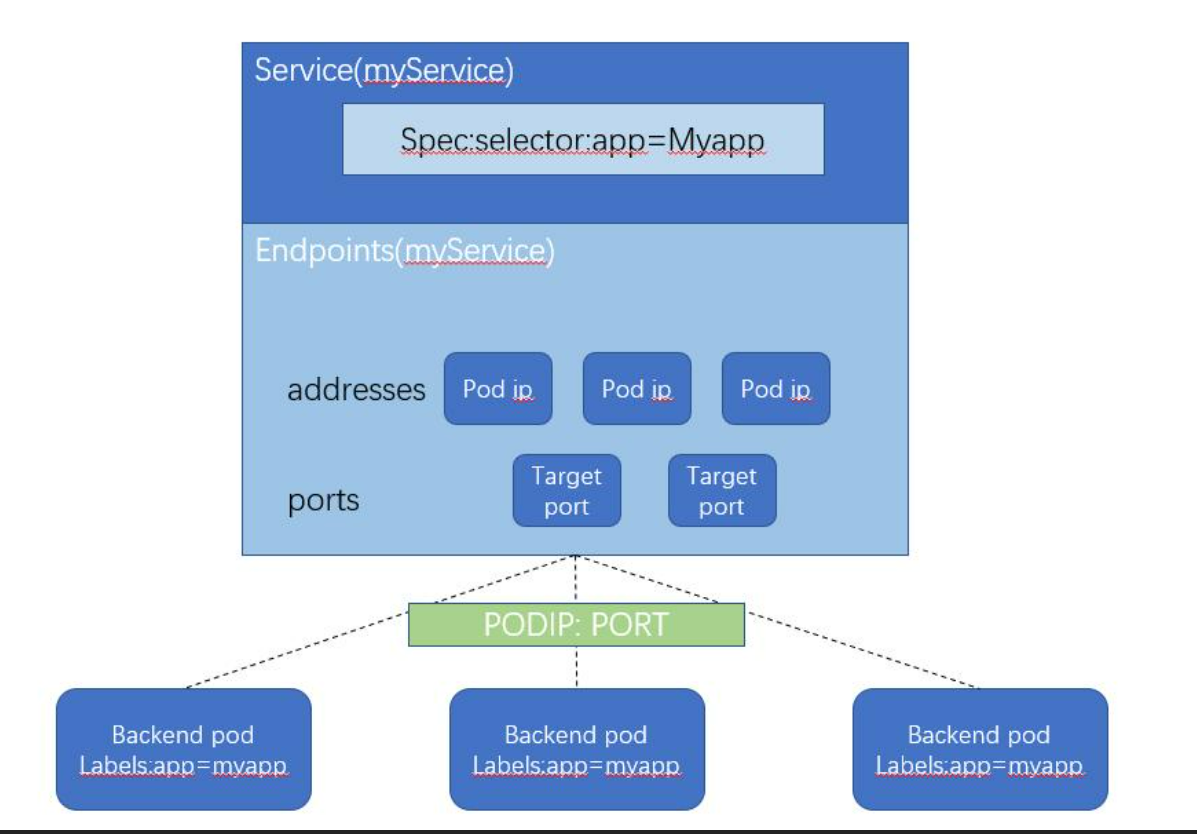 Service(myService)
Spec:selector:app=Myapp
Endpoints(myService)
addresses
Pod ip
Pod ip
Pod ip
ports
Target
port
Target
port
PODIP: PORT
Backend pod
Labels:app=myapp
Backend pod
Labels:app=myapp
Backend pod
Labels:app=myapp